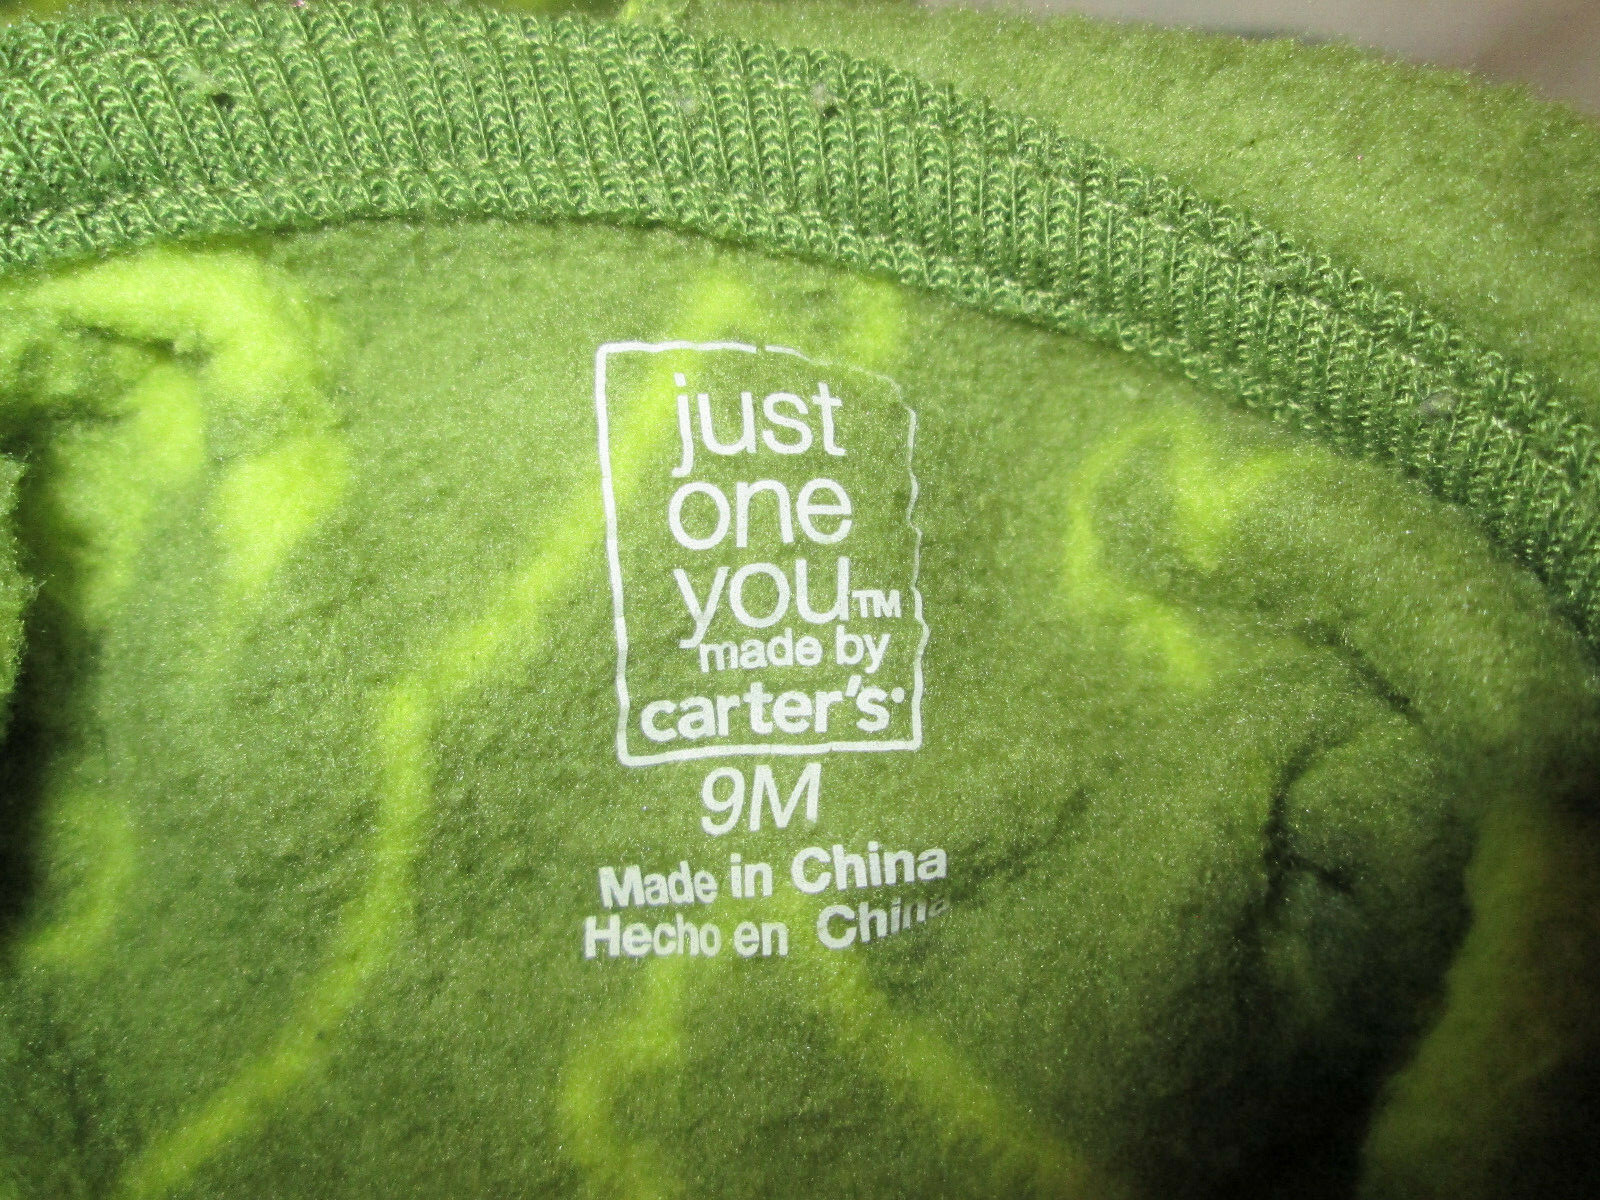 just
one
you™
made by
carter's®
9M
Made in China
Hecho en China